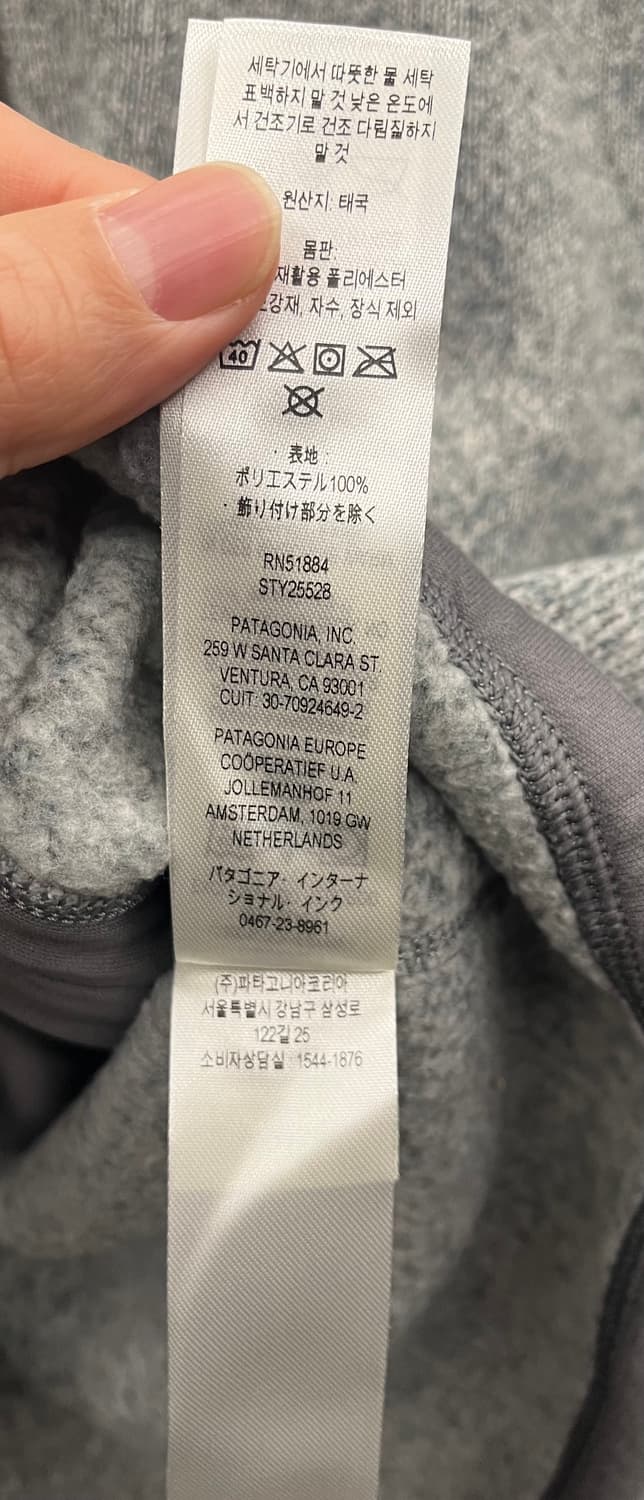 세탁기에서 따뜻한 물 세탁
표백하지 말 것 낮은 온도에
서 건조기로 건조 다림질하지
말 것
원산지: 태국
몸판:
재활용 폴리에스터
자수, 장식 제외
40
· 表地 :
ポリエステル100%
· 飾り付け部分を除く
RN51884
STY25528
PATAGONIA, INC.
259 W SANTA CLARA ST.
VENTURA, CA 93001
CUIT: 30-70924649-2
PATAGONIA EUROPE
COÖPERATIEF U.A.
JOLLEMANHOF 11
AMSTERDAM, 1019 GW
NETHERLANDS
パタゴニア・インターナ
ショナル・インク
0467-23-8961
(주)파타고니아코리아
서울특별시 강남구 삼성로
122길 25
소비자상담실 : 1544-1876